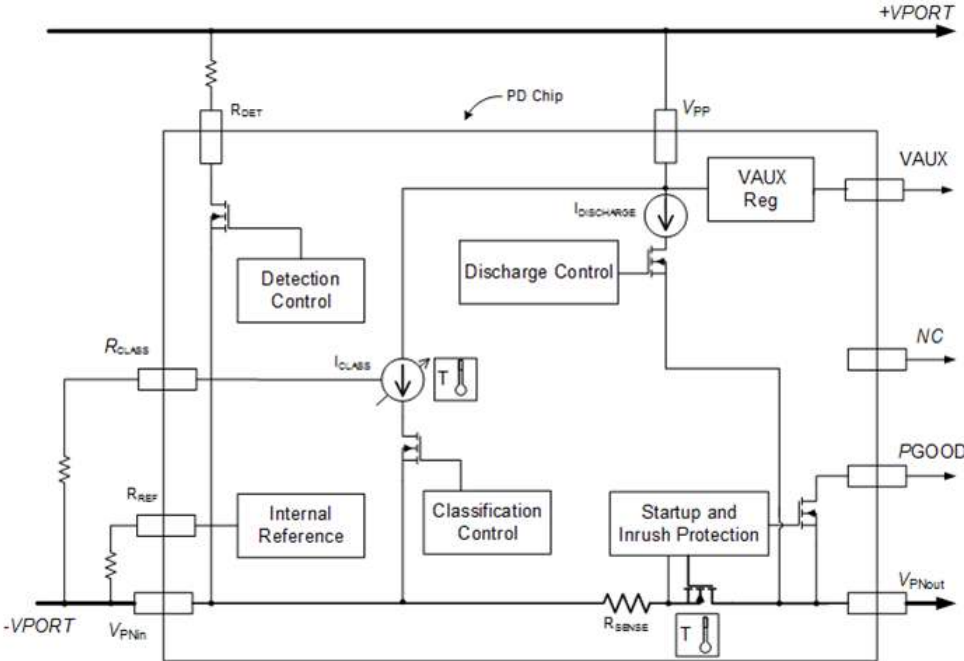 +VPORT
PD Chip
RDET
VPP
VAUX
VAUX
Reg
IDISCHARGE
Detection
Control
Discharge Control
NC
RCLASS
ICLASS
T
PGOOD
RREF
Internal
Reference
Classification
Control
Startup and
Inrush Protection
VPNout
-VPORT
VPNin
RSENSE
T